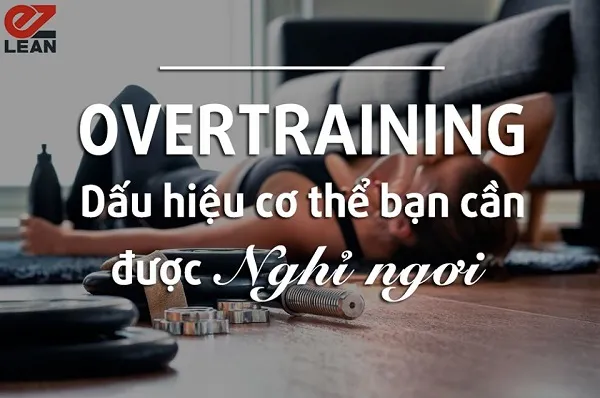 ez
LEAN
OVERTRAINING
Dấu hiệu cơ thể bạn cần
được Nghỉ ngơi